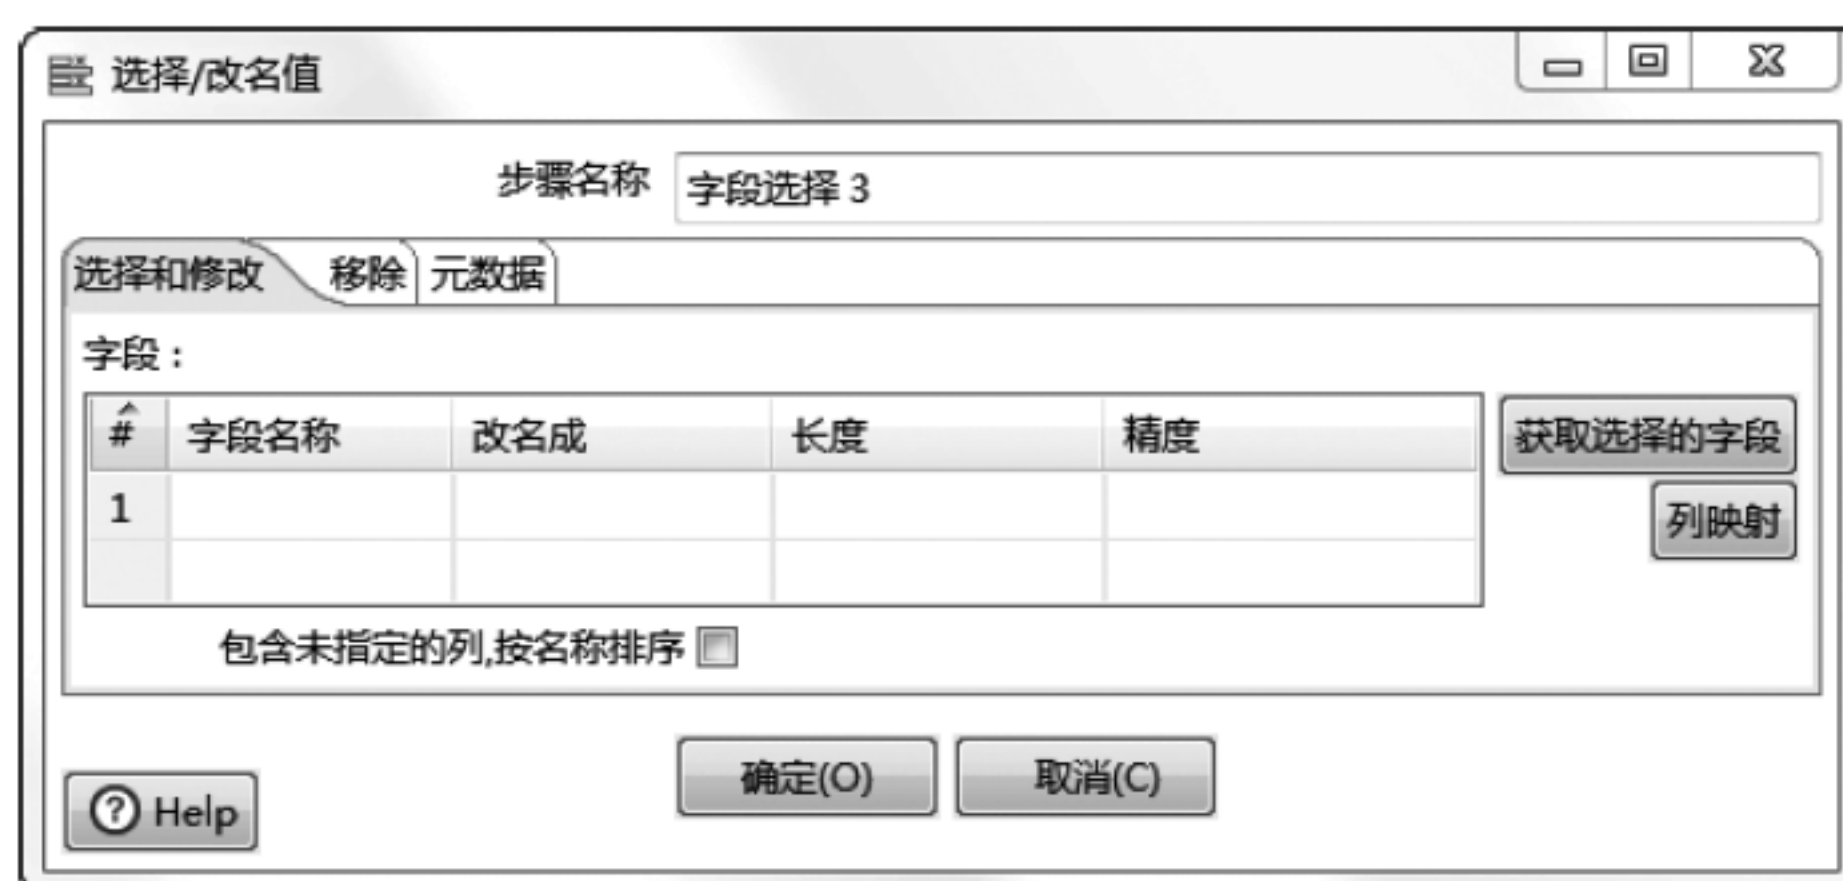 选择/改名值
步骤名称 字段选择 3
选择和修改 移除 元数据
字段：
# 字段名称 改名成 长度 精度 获取选择的字段
1
列映射
包含未指定的列,按名称排序
确定(O) 取消(C)
? Help